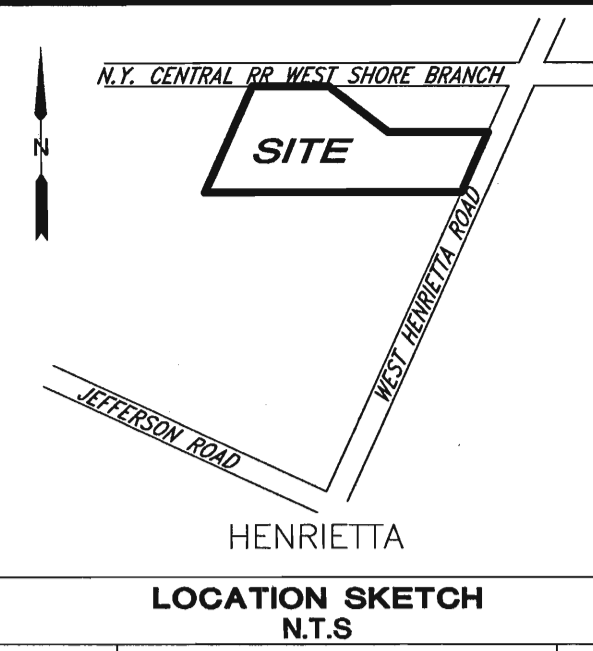 N.Y. CENTRAL RR WEST SHORE BRANCH
N
SITE
WEST HENRIETTA ROAD
JEFFERSON ROAD
HENRIETTA
LOCATION SKETCH
N.T.S